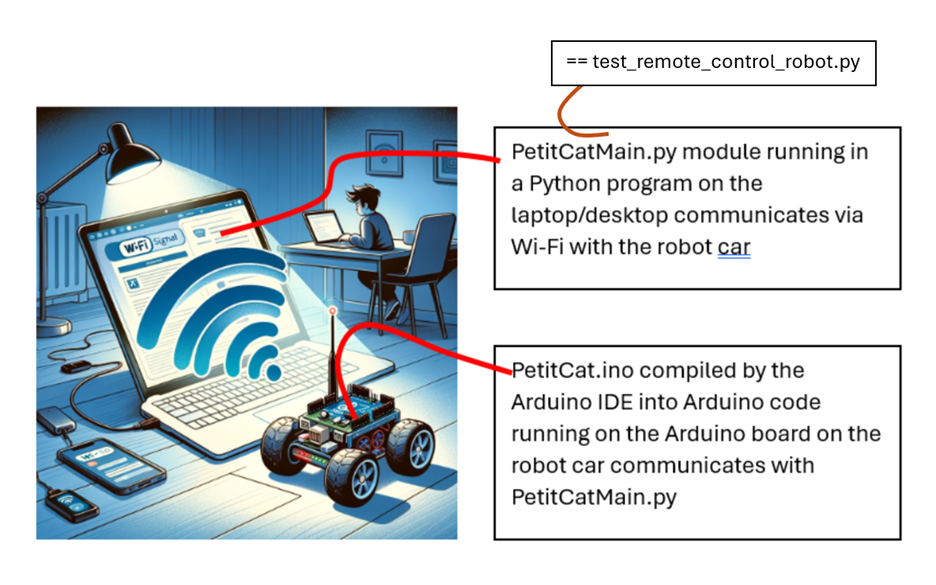 == test_remote_control_robot.py
PetitCatMain.py module running in
a Python program on the
laptop/desktop communicates via
Wi-Fi with the robot car
WiFi Signal
PetitCat.ino compiled by the
Arduino IDE into Arduino code
running on the Arduino board on the
robot car communicates with
PetitCatMain.py